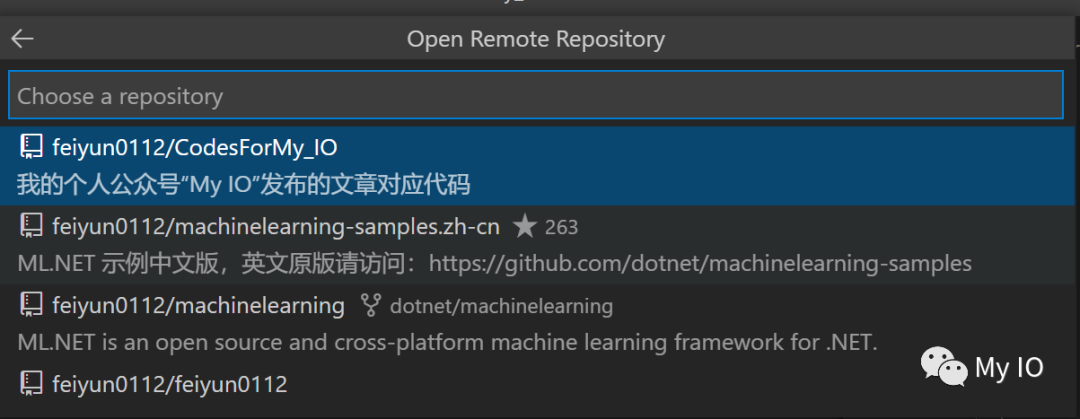 Open Remote Repository
Choose a repository
feiyun0112/CodesForMy_IO
我的个人公众号“My IO”发布的文章对应代码
feiyun0112/machinelearning-samples.zh-cn ★ 263
ML.NET 示例中文版，英文原版请访问：https://github.com/dotnet/machinelearning-samples
feiyun0112/machinelearning dotnet/machinelearning
ML.NET is an open source and cross-platform machine learning framework for .NET.
My IO
feiyun0112/feiyun0112